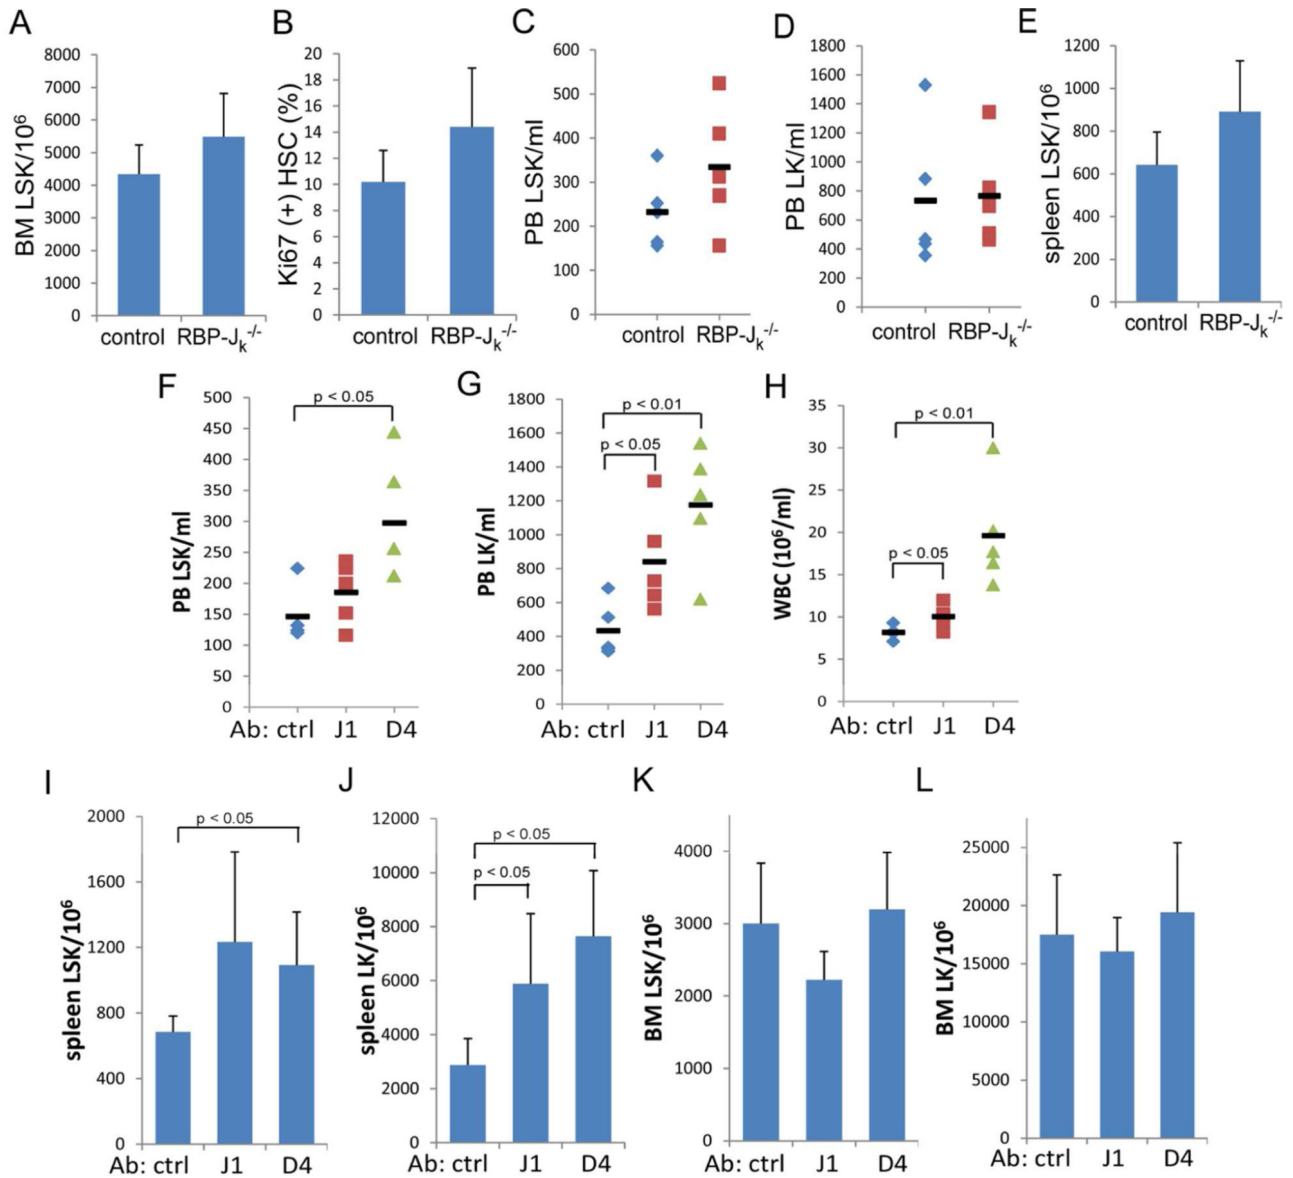 A
BM LSK/10⁶
8000
7000
6000
5000
4000
3000
2000
1000
0
control RBP-Jₖ⁻/⁻
B
Ki67 (+) HSC (%)
20
18
16
14
12
10
8
6
4
2
0
control RBP-Jₖ⁻/⁻
C
PB LSK/ml
600
500
400
300
200
100
0
control RBP-Jₖ⁻/⁻
D
PB LK/ml
1800
1600
1400
1200
1000
800
600
400
200
0
control RBP-Jₖ⁻/⁻
E
spleen LSK/10⁶
1200
1000
800
600
400
200
0
control RBP-Jₖ⁻/⁻
F
PB LSK/ml
500
450
400
350
300
250
200
150
100
50
0
p < 0.05
Ab: ctrl J1 D4
G
PB LK/ml
1800
1600
1400
1200
1000
800
600
400
200
0
p < 0.01
p < 0.05
Ab: ctrl J1 D4
H
WBC (10⁶/ml)
35
30
25
20
15
10
5
0
p < 0.01
p < 0.05
Ab: ctrl J1 D4
I
spleen LSK/10⁶
2000
1600
1200
800
400
0
p < 0.05
Ab: ctrl J1 D4
J
spleen LK/10⁶
12000
10000
8000
6000
4000
2000
0
p < 0.05
p < 0.05
Ab: ctrl J1 D4
K
BM LSK/10⁶
4000
3000
2000
1000
0
Ab: ctrl J1 D4
L
BM LK/10⁶
25000
20000
15000
10000
5000
0
Ab: ctrl J1 D4